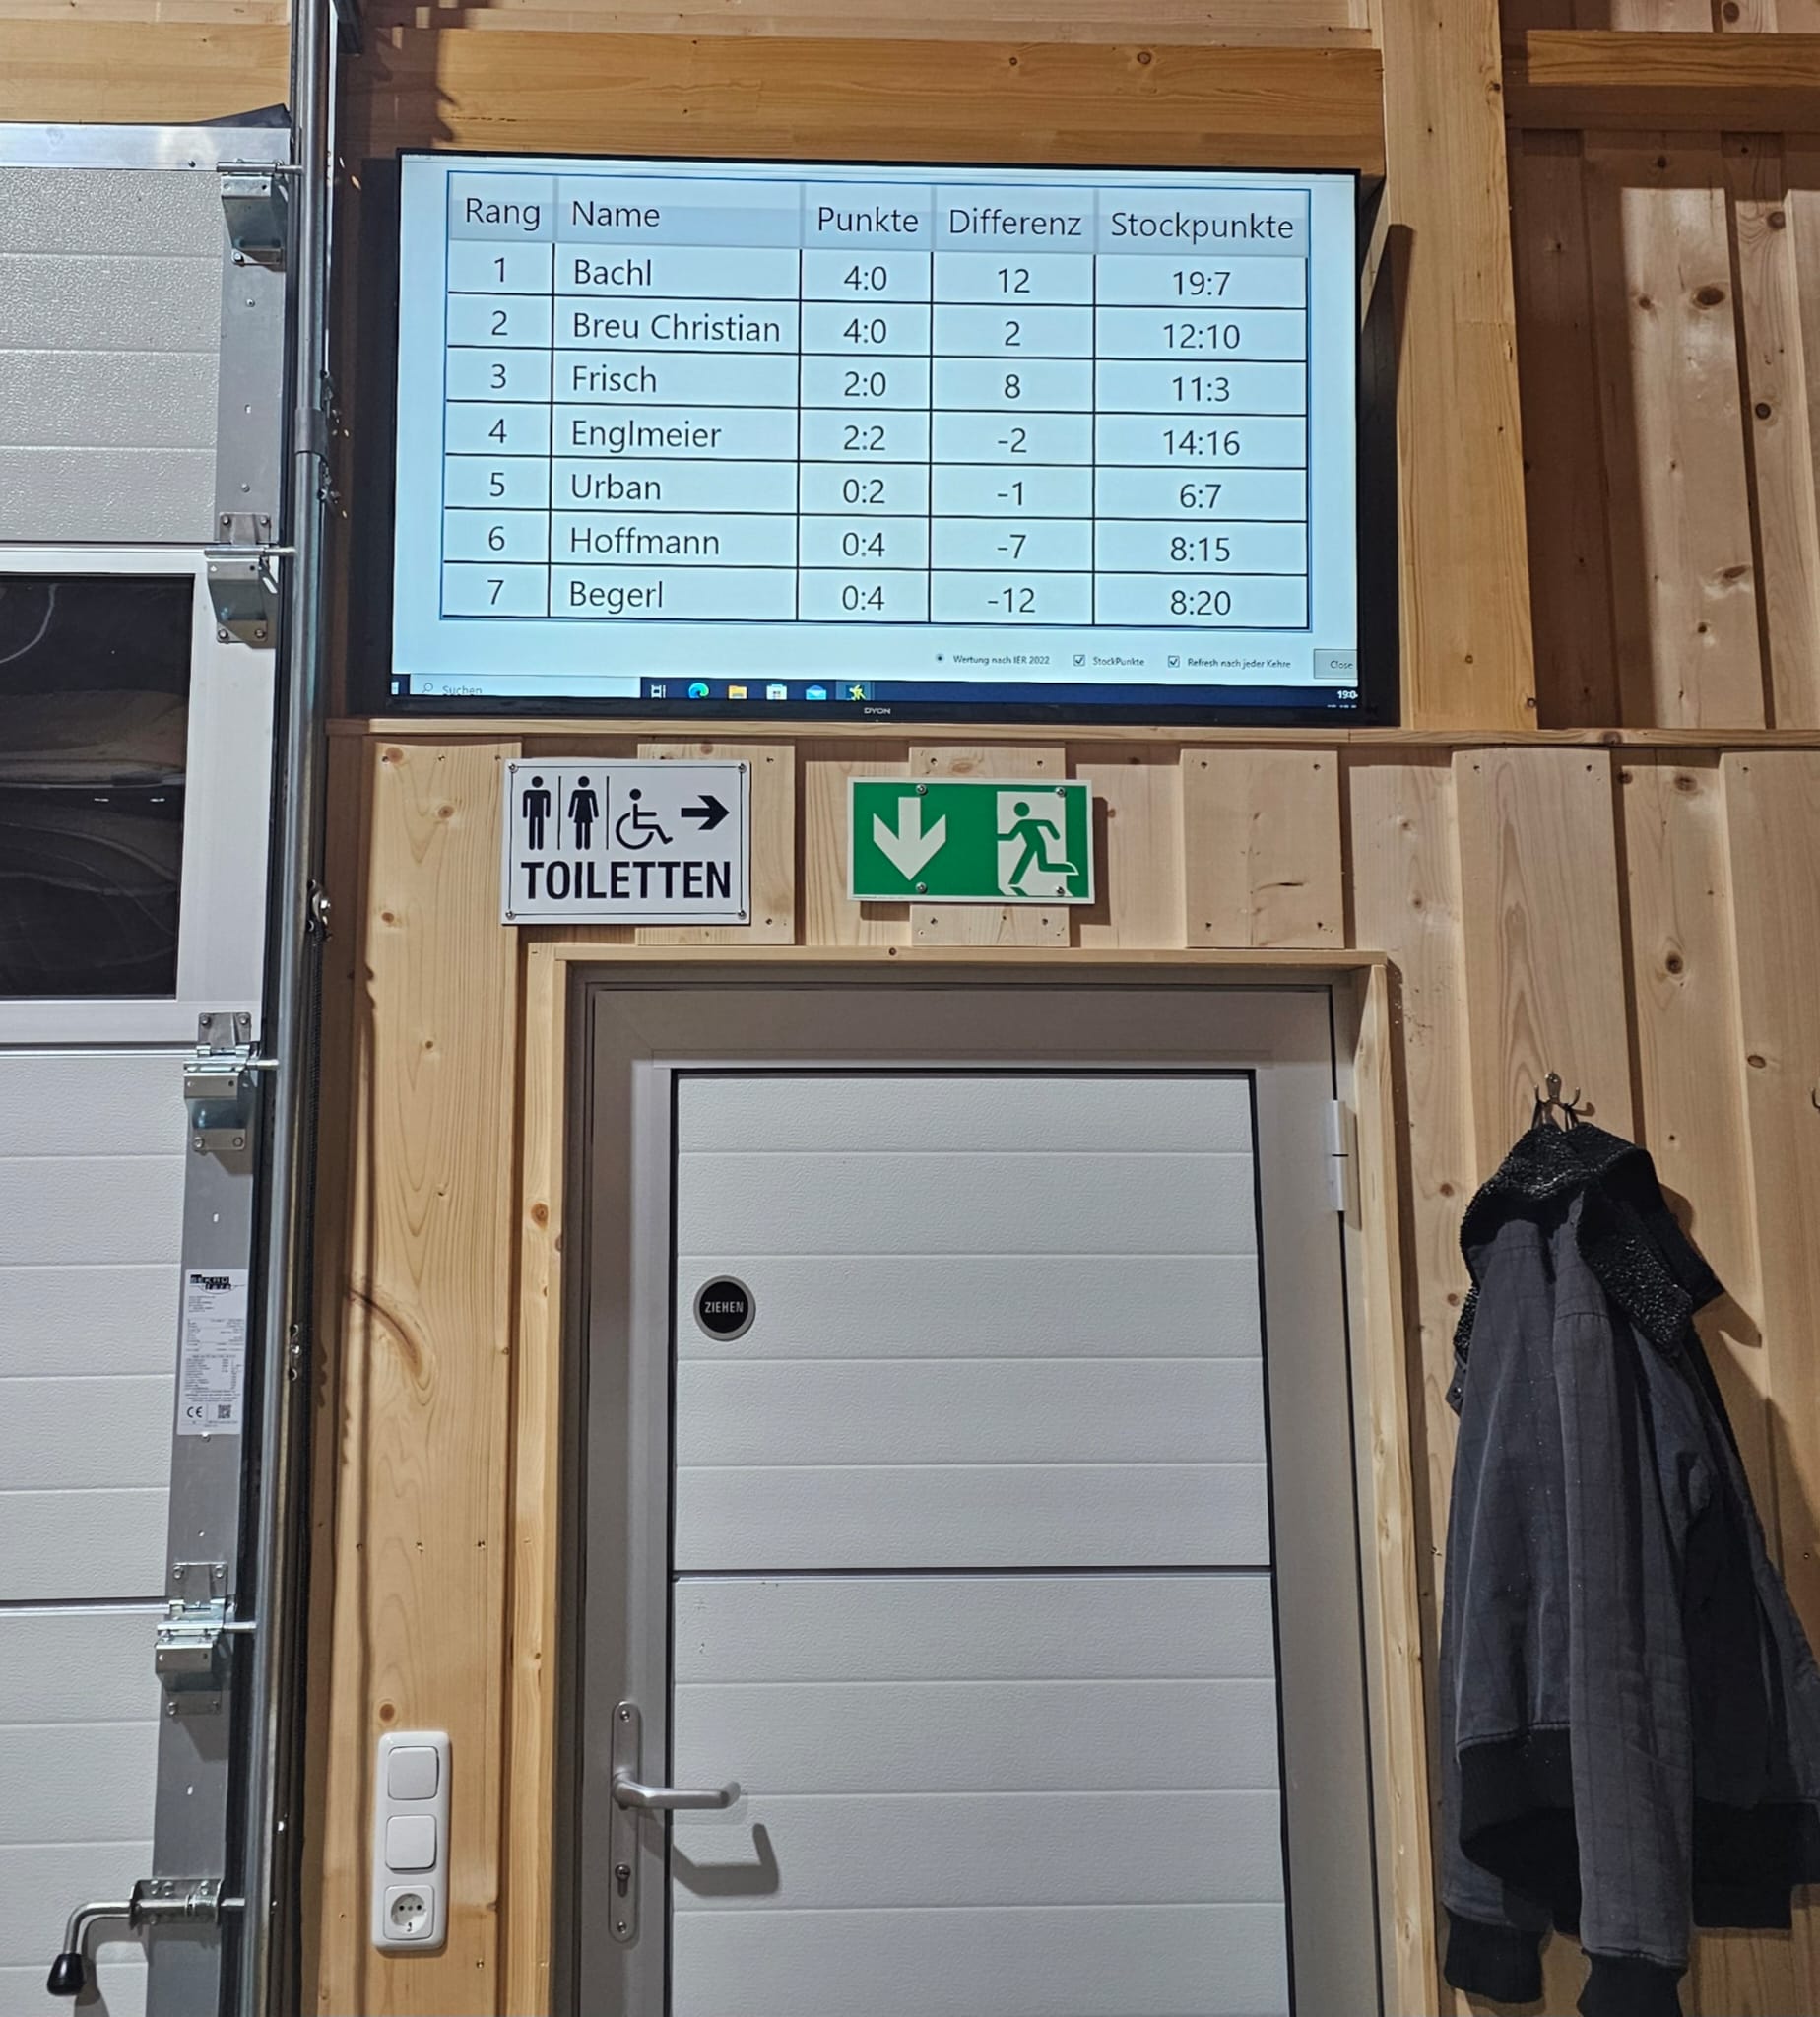 Rang Name Punkte Differenz Stockpunkte
1 Bachl 4:0 12 19:7
2 Breu Christian 4:0 2 12:10
3 Frisch 2:0 8 11:3
4 Englmeier 2:2 -2 14:16
5 Urban 0:2 -1 6:7
6 Hoffmann 0:4 -7 8:15
7 Begerl 0:4 -12 8:20
Wertung nach IER 2022 StockPunkte Refresh nach jeder Kehre Close
Suchen
DYON
TOILETTEN
ZIEHEN
CE